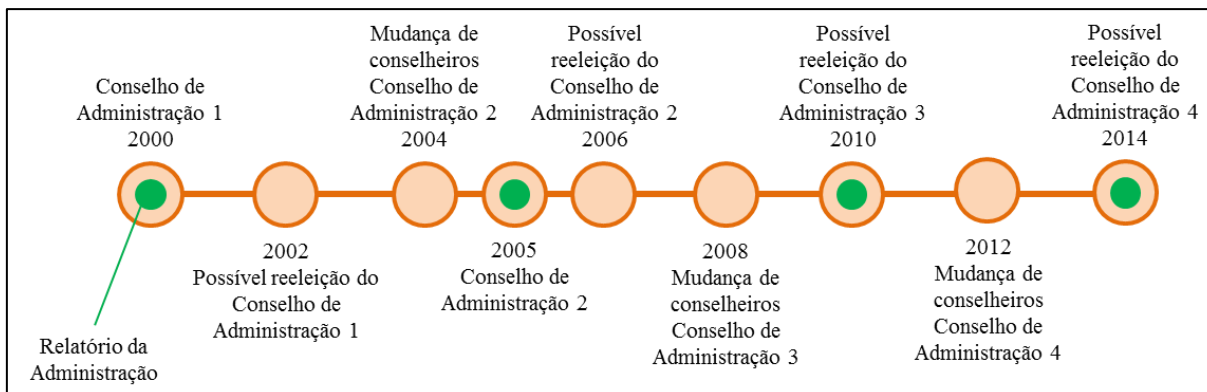 Conselho de
Administração 1
2000
2002
Possível reeleição do
Conselho de
Administração 1
Mudança de
conselheiros
Conselho de
Administração 2
2004
2005
Conselho de
Administração 2
Possível
reeleição do
Conselho de
Administração 2
2006
2008
Mudança de
conselheiros
Conselho de
Administração 3
Possível
reeleição do
Conselho de
Administração 3
2010
2012
Mudança de
conselheiros
Conselho de
Administração 4
Possível
reeleição do
Conselho de
Administração 4
2014
Relatório da
Administração